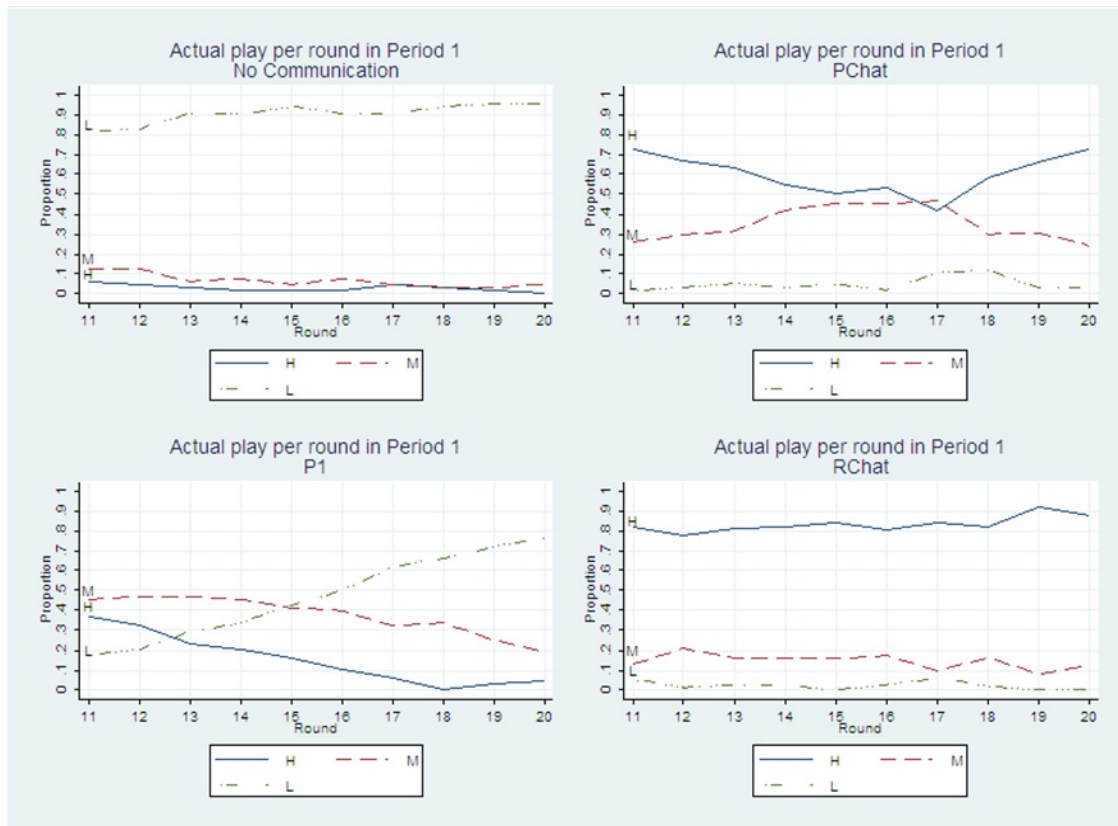 Actual play per round in Period 1
No Communication
Proportion
1
.9
.8
.7
.6
.5
.4
.3
.2
.1
0
L
M
H
11 12 13 14 15 16 17 18 19 20
Round
H M
L
Actual play per round in Period 1
PChat
Proportion
1
.9
.8
.7
.6
.5
.4
.3
.2
.1
0
H
M
L
11 12 13 14 15 16 17 18 19 20
Round
H M
L
Actual play per round in Period 1
P1
Proportion
1
.9
.8
.7
.6
.5
.4
.3
.2
.1
0
M
H
L
11 12 13 14 15 16 17 18 19 20
Round
H M
L
Actual play per round in Period 1
RChat
Proportion
1
.9
.8
.7
.6
.5
.4
.3
.2
.1
0
H
M
L
11 12 13 14 15 16 17 18 19 20
Round
H M
L